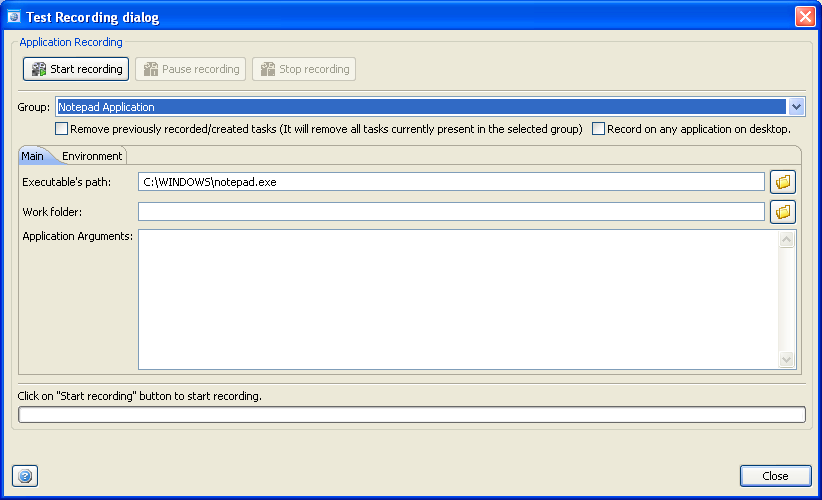 Test Recording dialog
Application Recording
Start recording Pause recording Stop recording
Group: Notepad Application
Remove previously recorded/created tasks (It will remove all tasks currently present in the selected group) Record on any application on desktop.
Main Environment
Executable's path: C:\WINDOWS\notepad.exe
Work folder:
Application Arguments:
Click on "Start recording" button to start recording.
Close